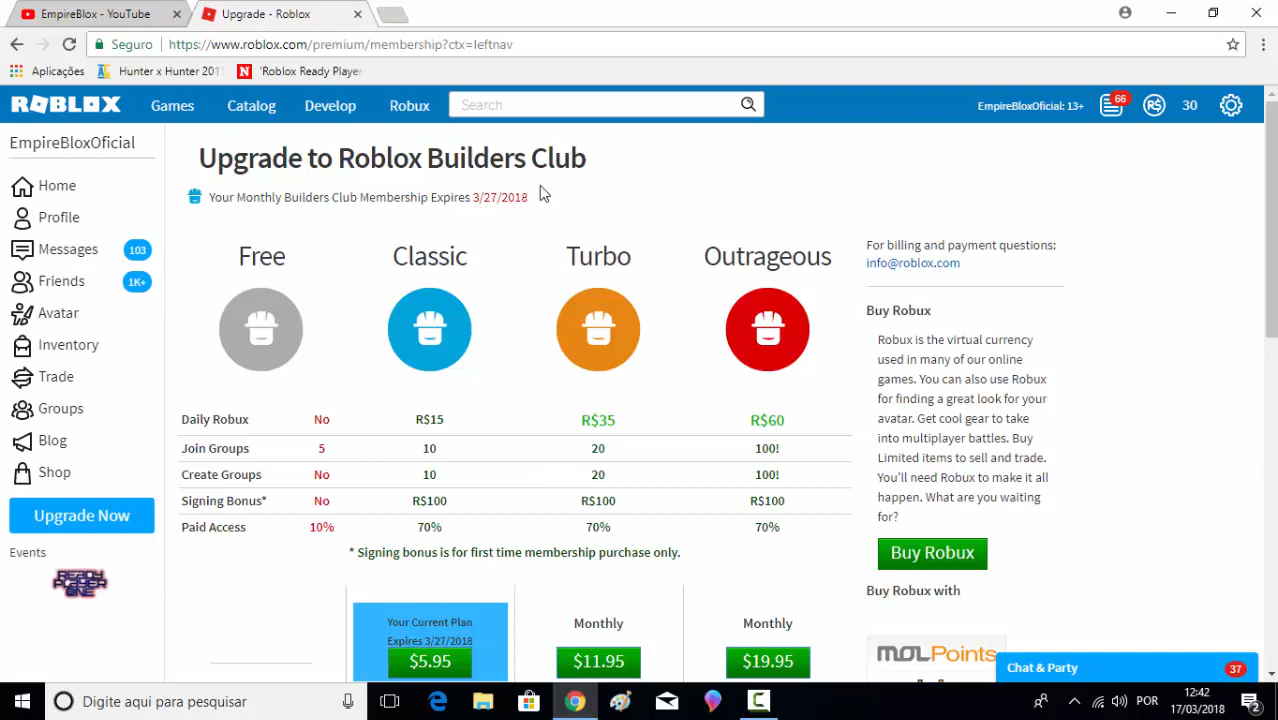 EmpireBlox - YouTube
Upgrade - Roblox
Seguro
https://www.roblox.com/premium/membership?ctx=leftnav
Aplicações
Hunter x Hunter 201
'Roblox Ready Player
ROBLOX
Games
Catalog
Develop
Robux
Search
EmpireBloxOficial: 13+
66
R$
30
EmpireBloxOficial
Home
Profile
Messages
103
Friends
1K+
Avatar
Inventory
Trade
Groups
Blog
Shop
Upgrade Now
Events
READY PLAYER ONE
Upgrade to Roblox Builders Club
Your Monthly Builders Club Membership Expires 3/27/2018
Free Classic Turbo Outrageous
Daily Robux No R$15 R$35 R$60
Join Groups 5 10 20 100!
Create Groups No 10 20 100!
Signing Bonus* No R$100 R$100 R$100
Paid Access 10% 70% 70% 70%
* Signing bonus is for first time membership purchase only.
Your Current Plan
Expires 3/27/2018
$5.95
Monthly
$11.95
Monthly
$19.95
For billing and payment questions:
info@roblox.com
Buy Robux
Robux is the virtual currency
used in many of our online
games. You can also use Robux
for finding a great look for your
avatar. Get cool gear to take
into multiplayer battles. Buy
Limited items to sell and trade.
You'll need Robux to make it all
happen. What are you waiting
for?
Buy Robux
Buy Robux with
MOLPoints
Chat & Party
37
Digite aqui para pesquisar
POR
12:42
17/03/2018
2